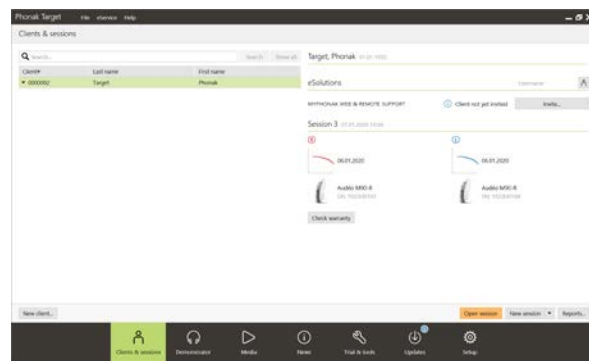 Phonak Target File eService Help
Clients & sessions
Search... Search Show all
Client# Last name First name
0000002 Target Phonak
Target, Phonak
eSolutions
Username
MYPHONAK WEB & REMOTE SUPPORT Client not yet invited Invite...
Session 3
06.01.2020 06.01.2020
Audéo M90-R Audéo M90-R
Check warranty
New client... Open session New session Reports...
Clients & sessions Demonstrator Media News Trial & tools Updates Setup